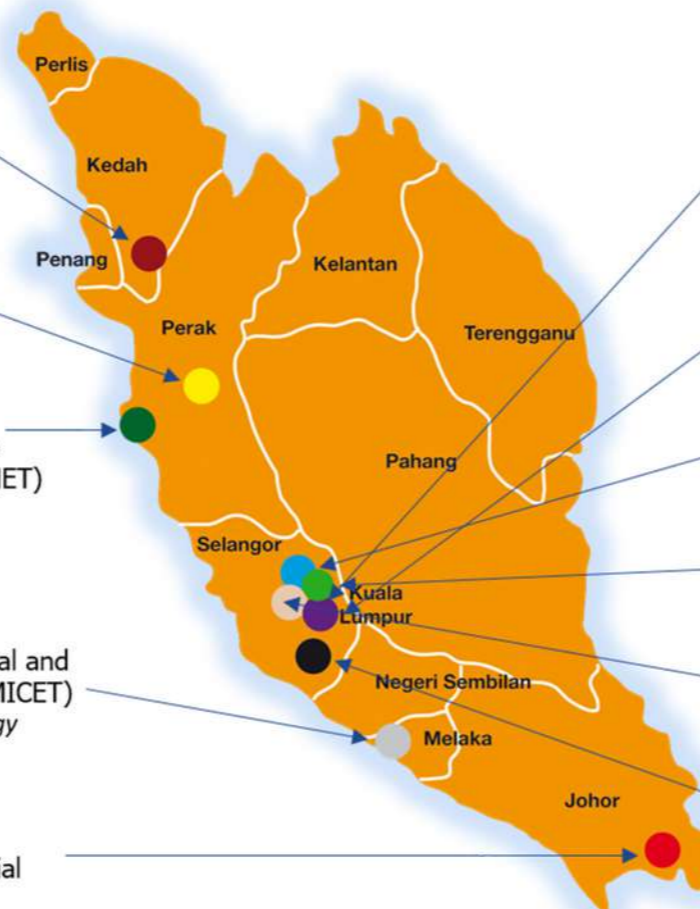 Perlis
Kedah
Penang
Kelantan
Perak
Terengganu
Pahang
IET)
Selangor
Kuala
Lumpur
al and
MICET)
gy
Negeri Sembilan
Melaka
Johor
ial